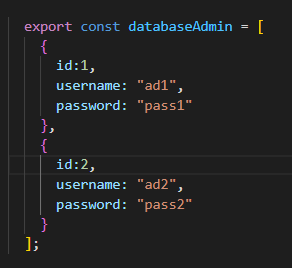 export const databaseAdmin = [
  {
    id:1,
    username: "ad1",
    password: "pass1"
  },
  {
    id:2,
    username: "ad2",
    password: "pass2"
  }
];